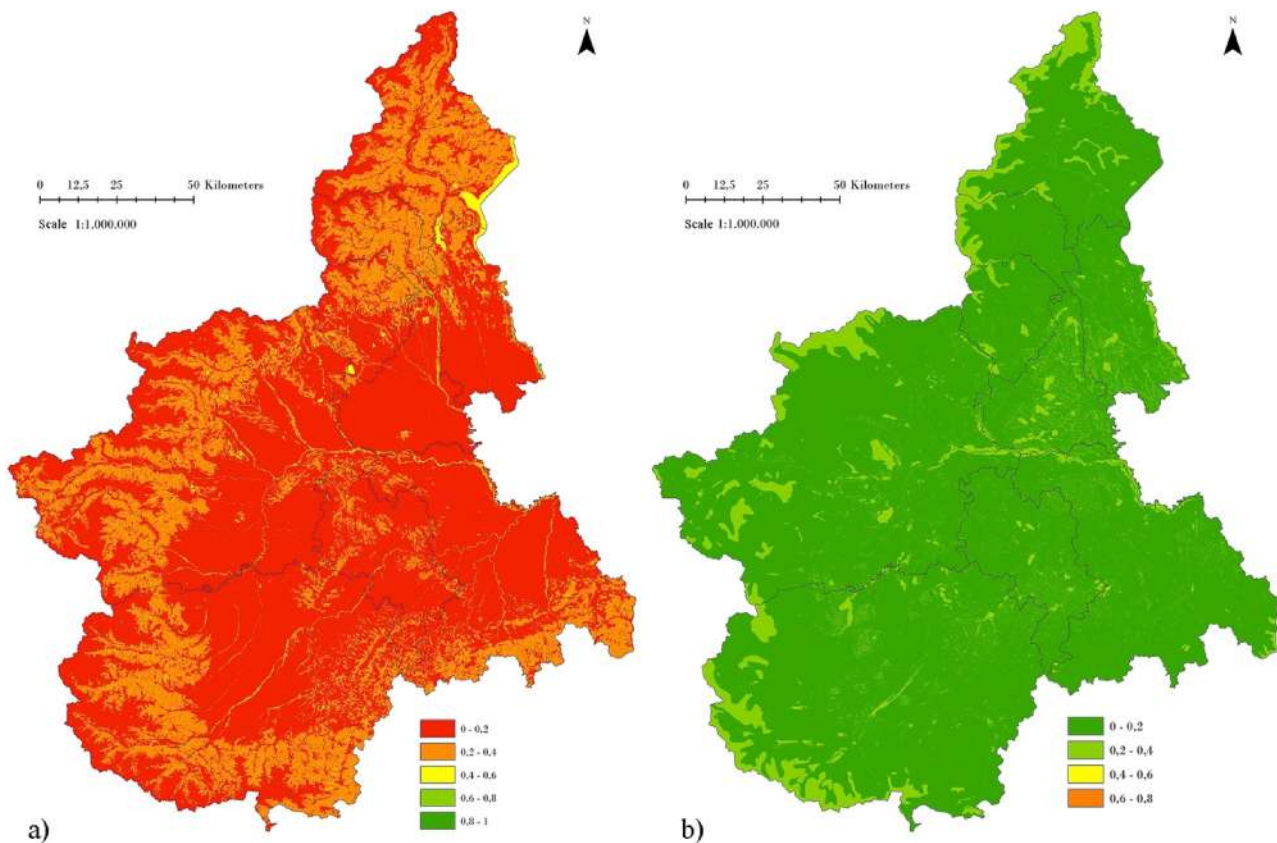 N
0 12,5 25 50 Kilometers
Scale 1:1.000.000
0 - 0,2
0,2 - 0,4
0,4 - 0,6
0,6 - 0,8
0,8 - 1
a)
N
0 12,5 25 50 Kilometers
Scale 1:1.000.000
0 - 0,2
0,2 - 0,4
0,4 - 0,6
0,6 - 0,8
b)